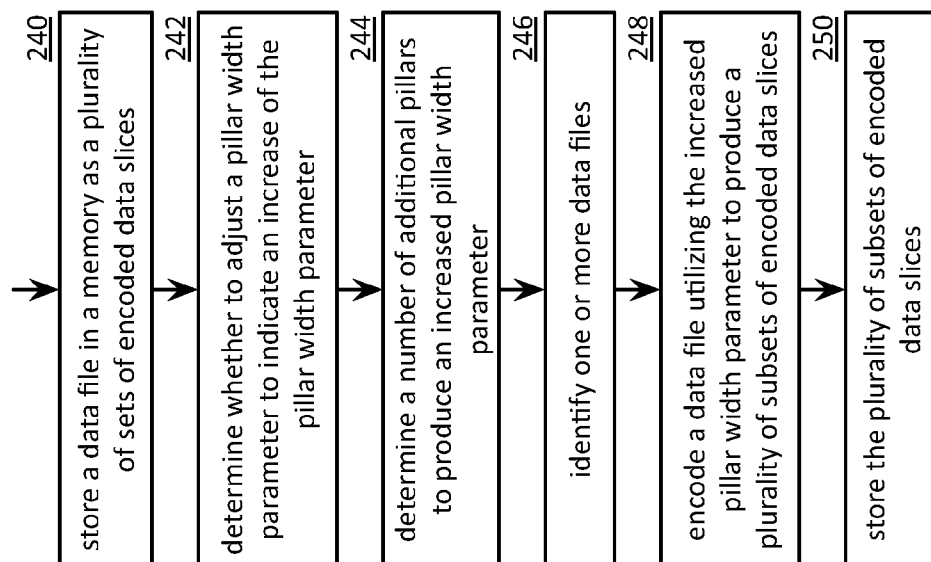 240
store a data file in a memory as a plurality
of sets of encoded data slices
242
determine whether to adjust a pillar width
parameter to indicate an increase of the
pillar width parameter
244
determine a number of additional pillars
to produce an increased pillar width
parameter
246
identify one or more data files
248
encode a data file utilizing the increased
pillar width parameter to produce a
plurality of subsets of encoded data slices
250
store the plurality of subsets of encoded
data slices